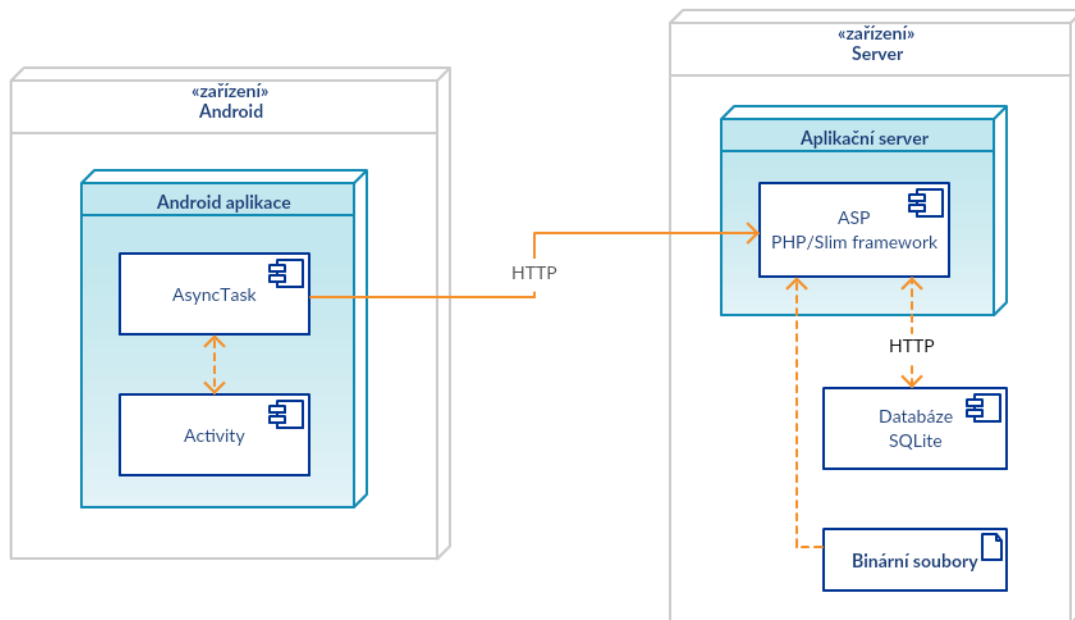 «zařízení»
Android
Android aplikace
AsyncTask
Activity
HTTP
«zařízení»
Server
Aplikační server
ASP
PHP/Slim framework
HTTP
Databáze
SQLite
Binární soubory